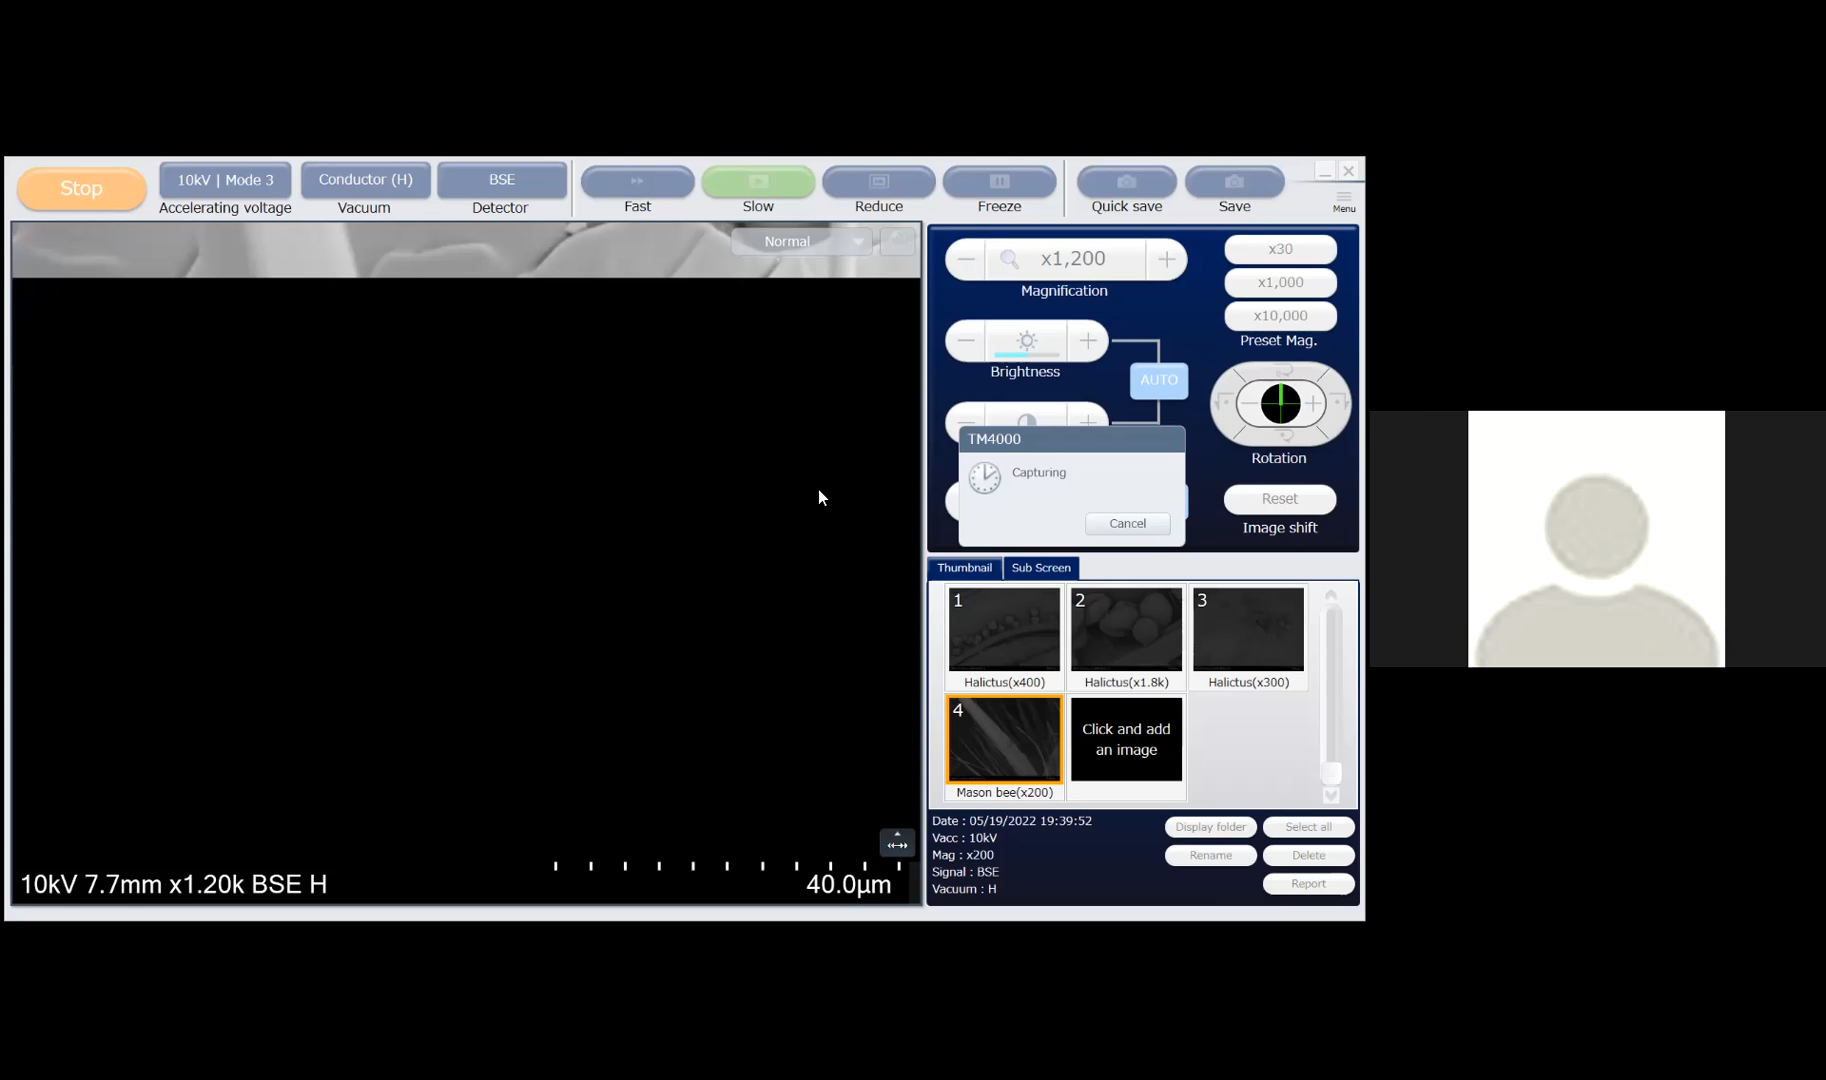 Stop
10kV | Mode 3
Accelerating voltage
Conductor (H)
Vacuum
BSE
Detector
Fast
Slow
Reduce
Freeze
Quick save
Save
Menu
Normal
x1,200
Magnification
Brightness
AUTO
x30
x1,000
x10,000
Preset Mag.
Rotation
Reset
Image shift
TM4000
Capturing
Cancel
Thumbnail
Sub Screen
1
Halictus(x400)
2
Halictus(x1.8k)
3
Halictus(x300)
4
Mason bee(x200)
Click and add
an image
Date : 05/19/2022 19:39:52
Vacc : 10kV
Mag : x200
Signal : BSE
Vacuum : H
Display folder
Select all
Rename
Delete
Report
10kV 7.7mm x1.20k BSE H
40.0µm